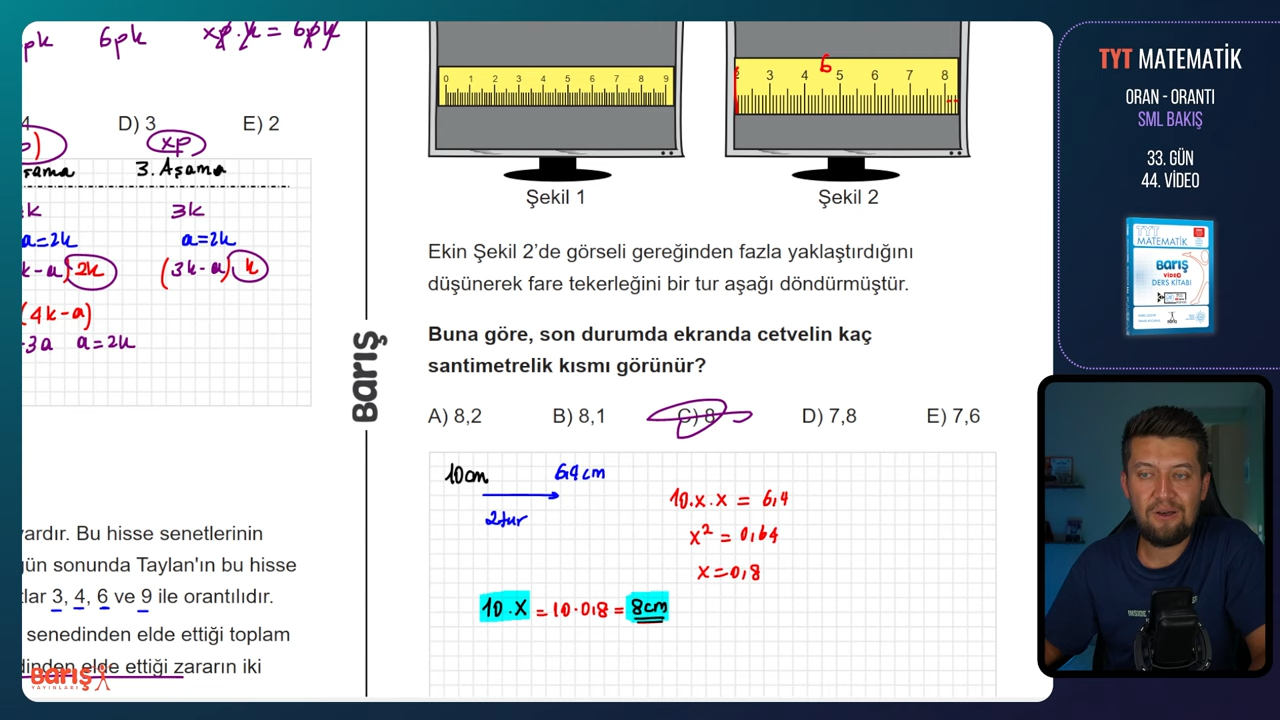 6pk
xp.k = 6pk
D) 3
E) 2
xp
3. Aşama
3k
a=2k
a=2k
2k
(3k-a) k
(4k-a)
-3a a=2k
Barış
vardır. Bu hisse senetlerinin
gün sonunda Taylan'ın bu hisse
3, 4, 6 ve 9 ile orantılıdır.
senedinden elde ettiği toplam
elde ettiği zararın iki
BARIŞ
YAYINLARI
0 1 2 3 4 5 6 7 8 9
Şekil 1
6
2 3 4 5 6 7 8
Şekil 2
Ekin Şekil 2'de görseli gereğinden fazla yaklaştırdığını
düşünerek fare tekerleğini bir tur aşağı döndürmüştür.
Buna göre, son durumda ekranda cetvelin kaç
santimetrelik kısmı görünür?
A) 8,2 B) 8,1 C) 8 D) 7,8 E) 7,6
10cm 6,4cm
2tur
10.x.x = 6,4
x² = 0,64
x=0,8
10.x = 10.0,8 = 8cm
TYT MATEMATİK
ORAN - ORANTI
SML BAKIŞ
33. GÜN
44. VİDEO
TYT
MATEMATİK
BARIŞ
VİDEO
DERS KİTABI